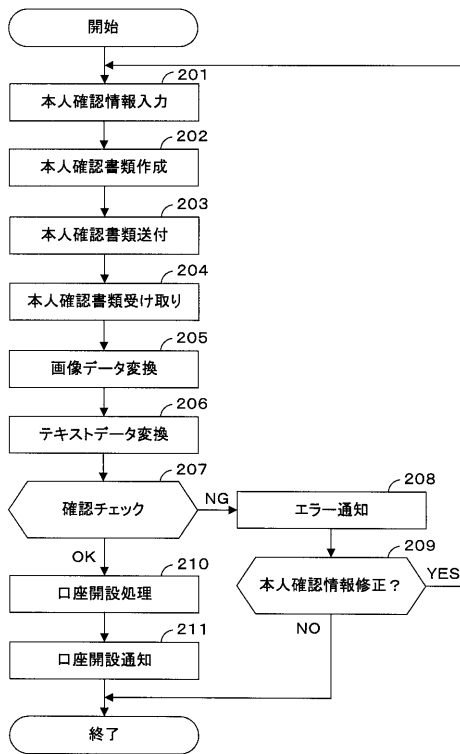 開始
201
本人確認情報入力
202
本人確認書類作成
203
本人確認書類送付
204
本人確認書類受け取り
205
画像データ変換
206
テキストデータ変換
207
確認チェック
NG
208
エラー通知
209
本人確認情報修正？
YES
NO
OK
210
口座開設処理
211
口座開設通知
終了